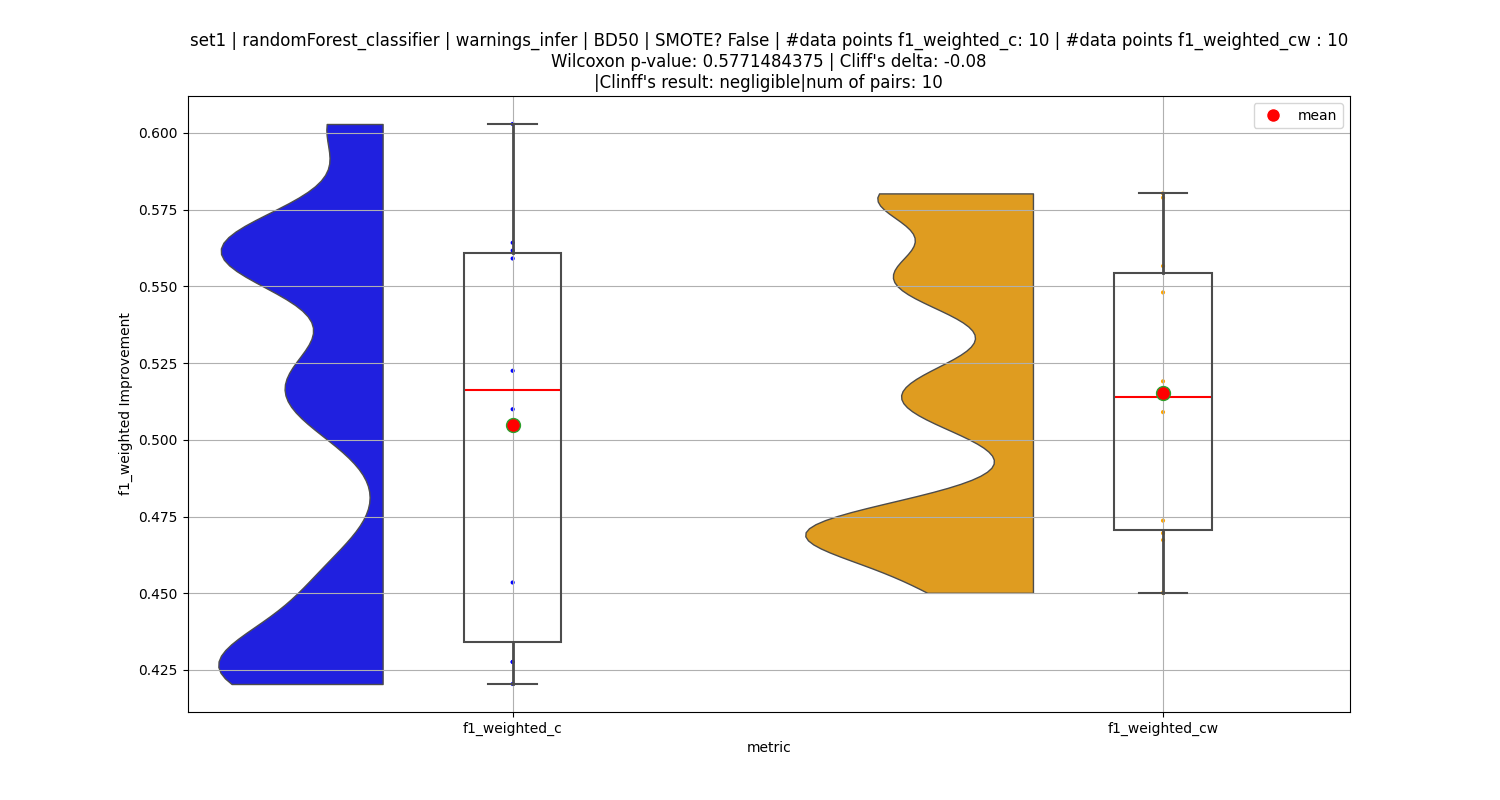 set1 | randomForest_classifier | warnings_infer | BD50 | SMOTE? False | #data points f1_weighted_c: 10 | #data points f1_weighted_cw : 10
Wilcoxon p-value: 0.5771484375 | Cliff's delta: -0.08
|Clinff's result: negligible|num of pairs: 10
mean
0.600
0.575
0.550
0.525
0.500
0.475
0.450
0.425
f1_weighted Improvement
f1_weighted_c
f1_weighted_cw
metric